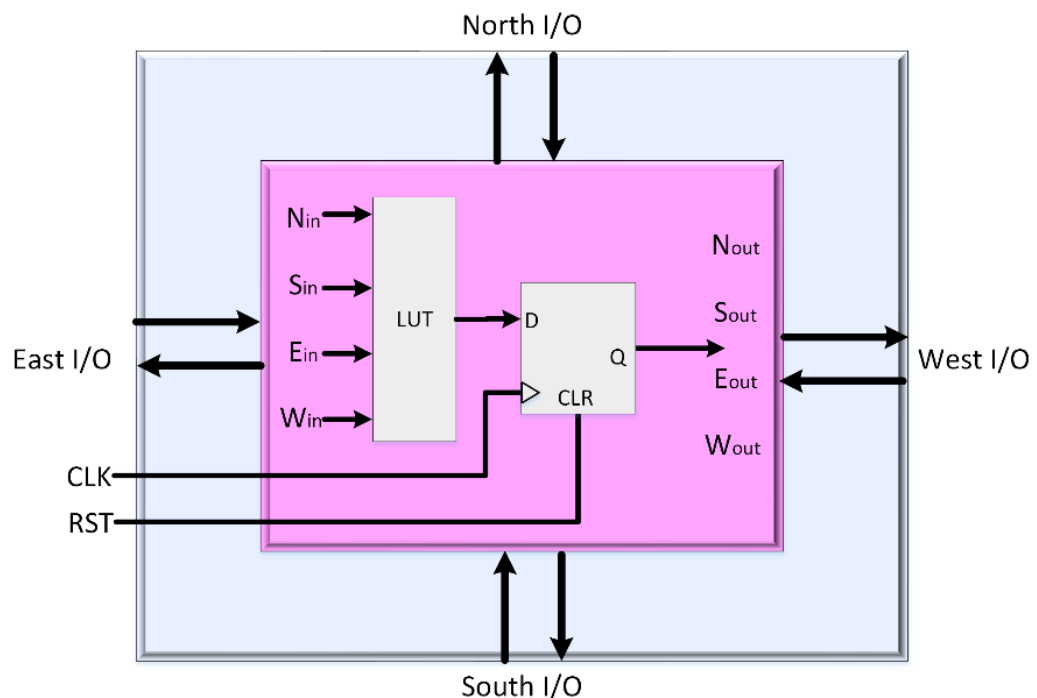 North I/O
Nin
Nout
Sin
Sout
LUT
D
East I/O
Ein
Q
Eout
West I/O
CLR
Win
Wout
CLK
RST
South I/O